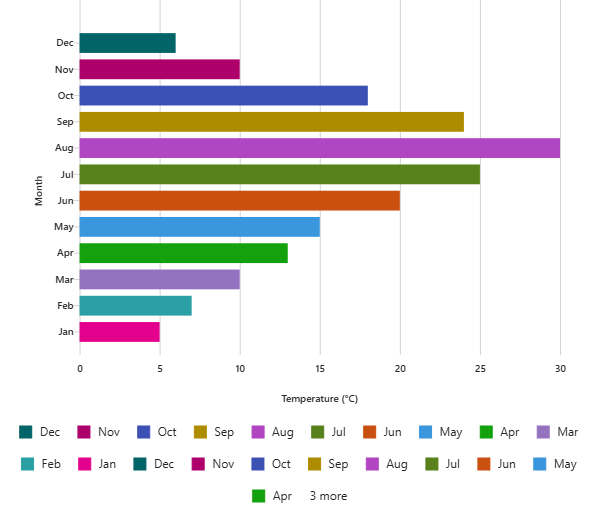 Dec
Nov
Oct
Sep
Aug
Jul
Jun
May
Apr
Mar
Feb
Jan
Month
0 5 10 15 20 25 30
Temperature (°C)
Dec Nov Oct Sep Aug Jul Jun May Apr Mar
Feb Jan Dec Nov Oct Sep Aug Jul Jun May
Apr 3 more